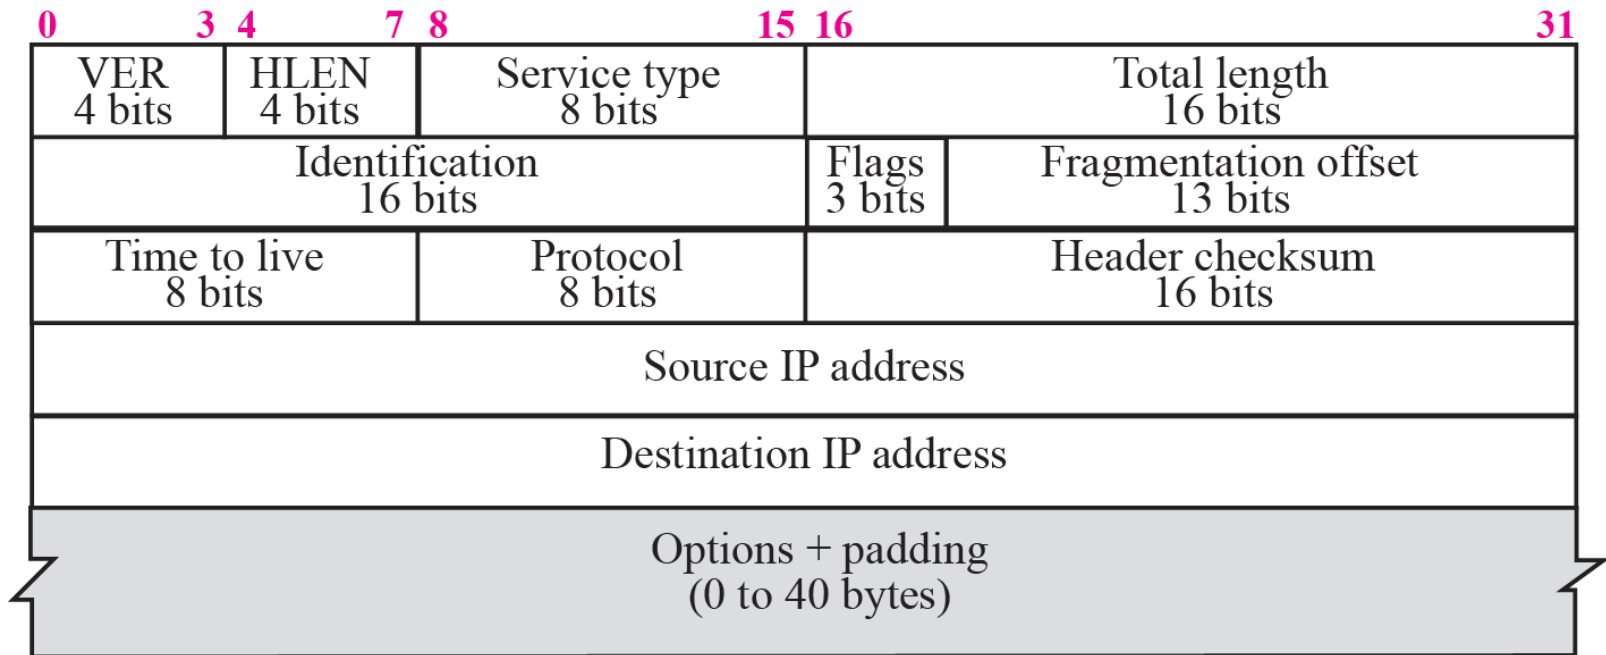 0 3 4 7 8 15 16 31
VER HLEN Service type Total length
4 bits 4 bits 8 bits 16 bits
Identification Flags Fragmentation offset
16 bits 3 bits 13 bits
Time to live Protocol Header checksum
8 bits 8 bits 16 bits
Source IP address
Destination IP address
Options + padding
(0 to 40 bytes)